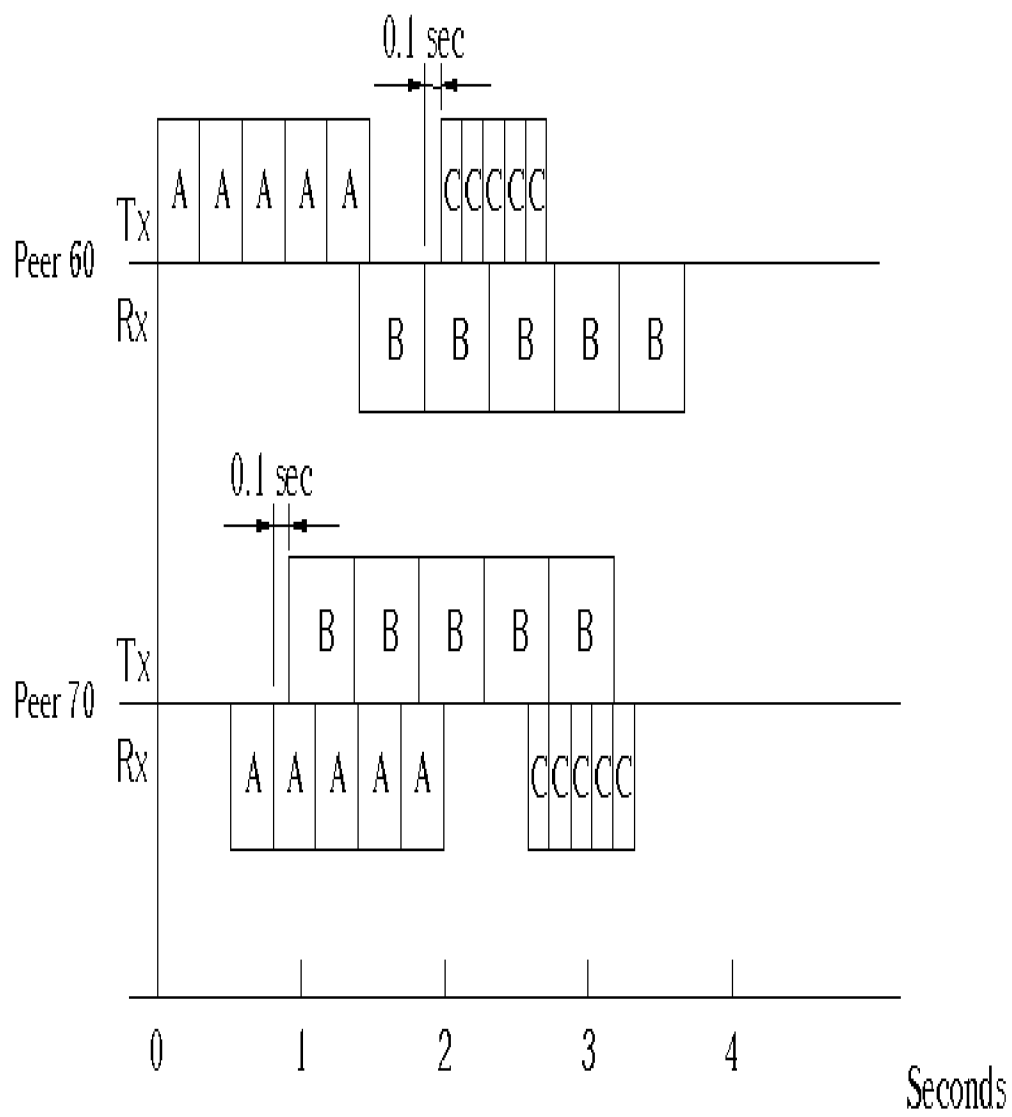 0.1 sec
A A A A A
C C C C C
Tx
Peer 60
Rx
B B B B B
0.1 sec
B B B B B
Tx
Peer 70
Rx
A A A A A
C C C C C
0 1 2 3 4
Seconds